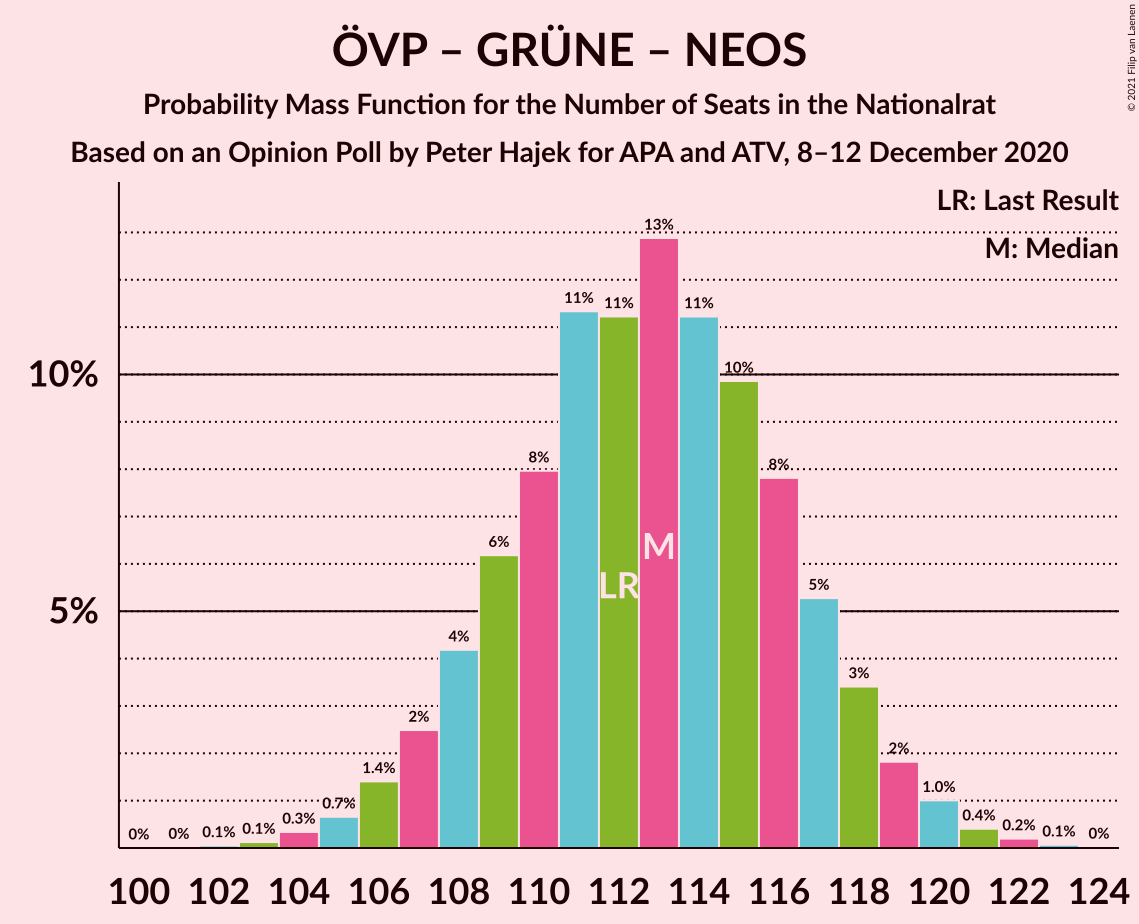 ÖVP – GRÜNE – NEOS
Probability Mass Function for the Number of Seats in the Nationalrat
Based on an Opinion Poll by Peter Hajek for APA and ATV, 8–12 December 2020
© 2021 Filip van Laenen
LR: Last Result
M: Median
10%
5%
0% 0% 0.1% 0.1% 0.3% 0.7% 1.4% 2% 4% 6% 8% 11% 11% 13% 11% 10% 8% 5% 3% 2% 1.0% 0.4% 0.2% 0.1% 0%
M
LR
100 102 104 106 108 110 112 114 116 118 120 122 124